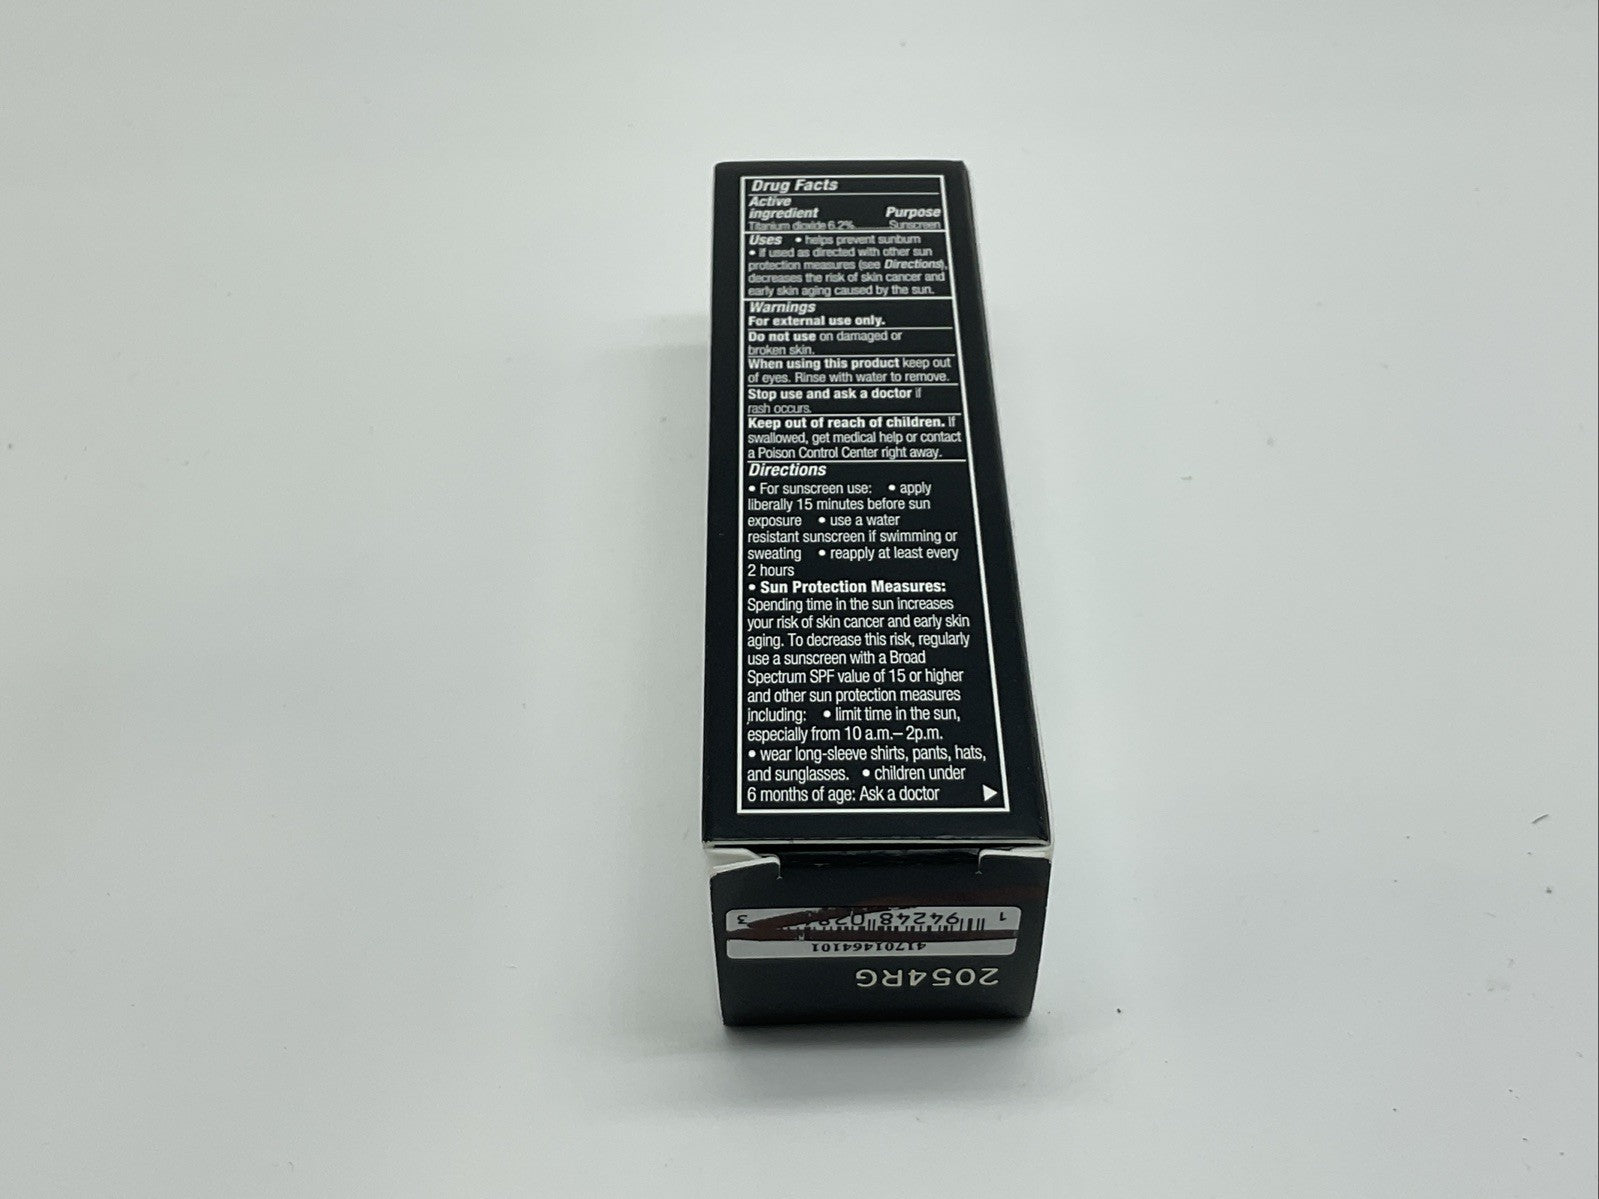 Drug Facts
Active
ingredient Purpose
Titanium dioxide 6.2%.......Sunscreen
Uses • helps prevent sunburn
• if used as directed with other sun
protection measures (see Directions),
decreases the risk of skin cancer and
early skin aging caused by the sun.
Warnings
For external use only.
Do not use on damaged or
broken skin.
When using this product keep out
of eyes. Rinse with water to remove.
Stop use and ask a doctor if
rash occurs.
Keep out of reach of children. If
swallowed, get medical help or contact
a Poison Control Center right away.
Directions
• For sunscreen use: • apply
liberally 15 minutes before sun
exposure • use a water
resistant sunscreen if swimming or
sweating • reapply at least every
2 hours
• Sun Protection Measures:
Spending time in the sun increases
your risk of skin cancer and early skin
aging. To decrease this risk, regularly
use a sunscreen with a Broad
Spectrum SPF value of 15 or higher
and other sun protection measures
including: • limit time in the sun,
especially from 10 a.m.– 2p.m.
• wear long-sleeve shirts, pants, hats,
and sunglasses. • children under
6 months of age: Ask a doctor
2054RG
41701464101
1 94248 3